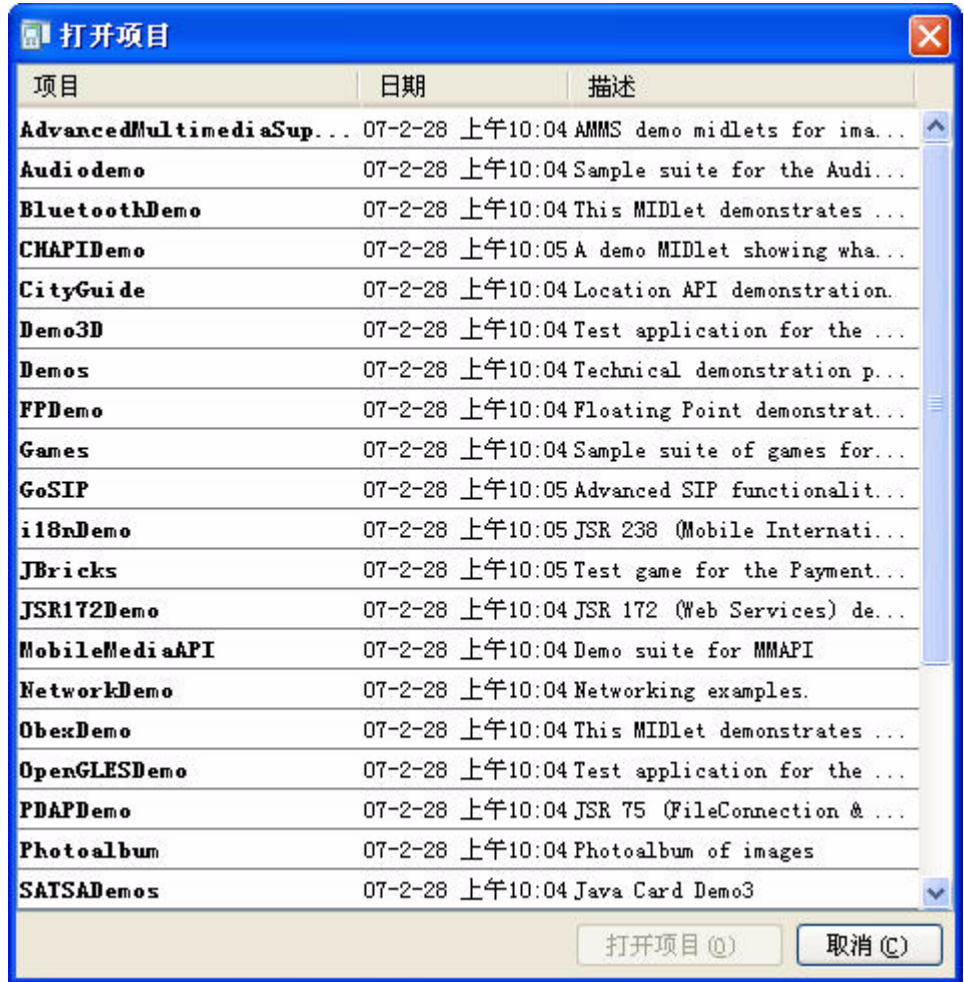 打开项目
项目 日期 描述
AdvancedMultimediaSup... 07-2-28 上午10:04 AMMS demo midlets for ima...
Audiodemo 07-2-28 上午10:04 Sample suite for the Audi...
BluetoothDemo 07-2-28 上午10:04 This MIDlet demonstrates ...
CHAPIDemo 07-2-28 上午10:05 A demo MIDlet showing wha...
CityGuide 07-2-28 上午10:04 Location API demonstration.
Demo3D 07-2-28 上午10:04 Test application for the ...
Demos 07-2-28 上午10:04 Technical demonstration p...
FPDemo 07-2-28 上午10:04 Floating Point demonstrat...
Games 07-2-28 上午10:04 Sample suite of games for...
GoSIP 07-2-28 上午10:05 Advanced SIP functionalit...
i18nDemo 07-2-28 上午10:05 JSR 238 (Mobile Internati...
JBricks 07-2-28 上午10:05 Test game for the Payment...
JSR172Demo 07-2-28 上午10:04 JSR 172 (Web Services) de...
MobileMediaAPI 07-2-28 上午10:04 Demo suite for MMAPI
NetworkDemo 07-2-28 上午10:04 Networking examples.
ObexDemo 07-2-28 上午10:04 This MIDlet demonstrates ...
OpenGLESDemo 07-2-28 上午10:04 Test application for the ...
PDAPDemo 07-2-28 上午10:04 JSR 75 (FileConnection & ...
Photoalbum 07-2-28 上午10:04 Photoalbum of images
SATSADemos 07-2-28 上午10:04 Java Card Demo3
打开项目(O) 取消(C)